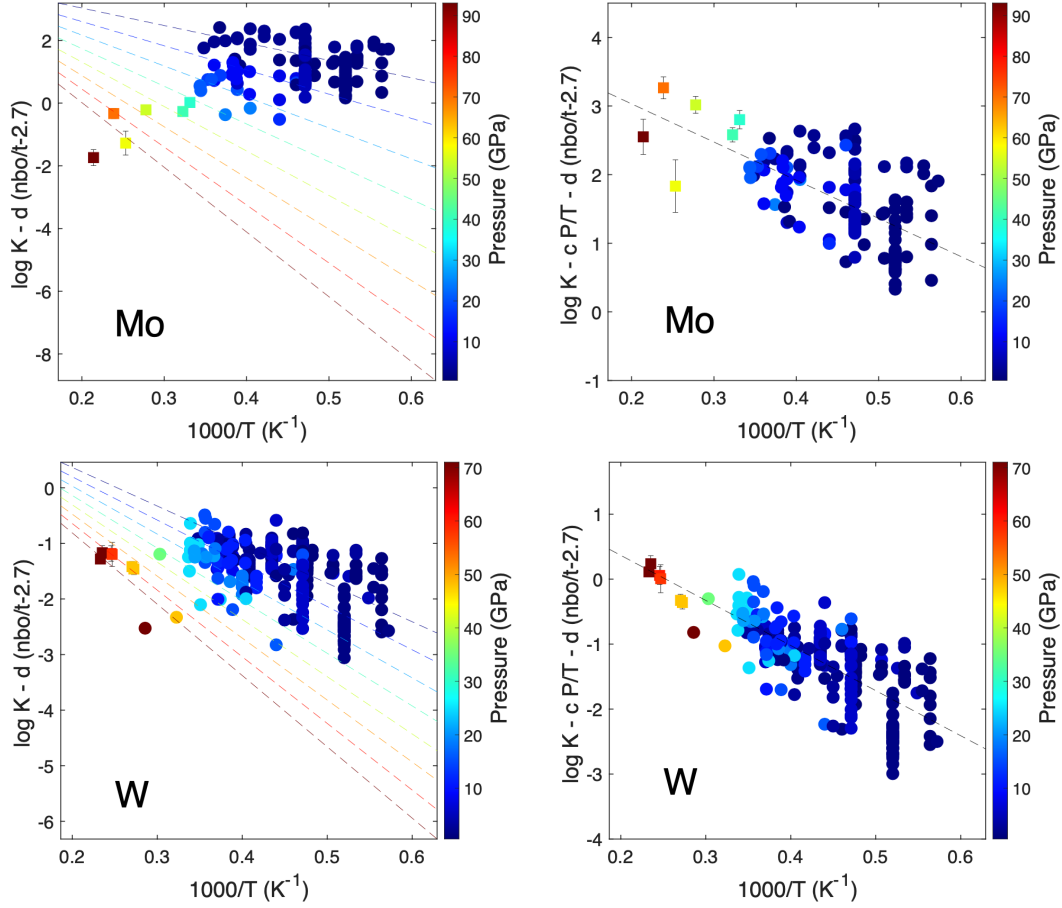 2
0
-2
-4
-6
-8
log K - d (nbo/t-2.7)
Mo
0.2 0.3 0.4 0.5 0.6
1000/T (K⁻¹)
90
80
70
60
50
40
30
20
10
Pressure (GPa)
4
3
2
1
0
-1
log K - c P/T - d (nbo/t-2.7)
Mo
0.2 0.3 0.4 0.5 0.6
1000/T (K⁻¹)
90
80
70
60
50
40
30
20
10
Pressure (GPa)
0
-1
-2
-3
-4
-5
-6
log K - d (nbo/t-2.7)
W
0.2 0.3 0.4 0.5 0.6
1000/T (K⁻¹)
70
60
50
40
30
20
10
Pressure (GPa)
1
0
-1
-2
-3
-4
log K - c P/T - d (nbo/t-2.7)
W
0.2 0.3 0.4 0.5 0.6
1000/T (K⁻¹)
70
60
50
40
30
20
10
Pressure (GPa)